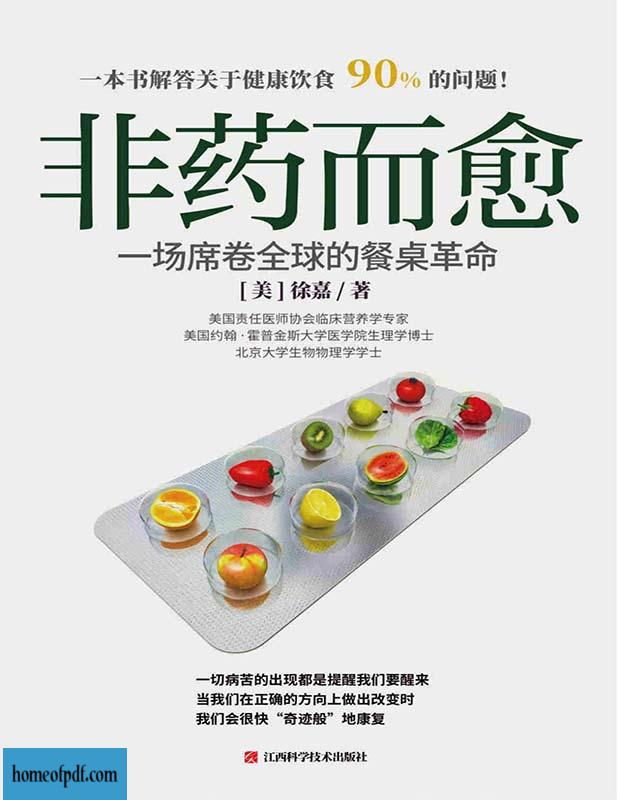 一本书解答关于健康饮食 90% 的问题！
非药而愈
一场席卷全球的餐桌革命
[美]徐嘉/著
美国责任医师协会临床营养学专家
美国约翰·霍普金斯大学医学院生理学博士
北京大学生物物理学学士
一切病苦的出现都是提醒我们要醒来
当我们在正确的方向上做出改变时
我们会很快“奇迹般”地康复
江西科学技术出版社
homeofpdf.com